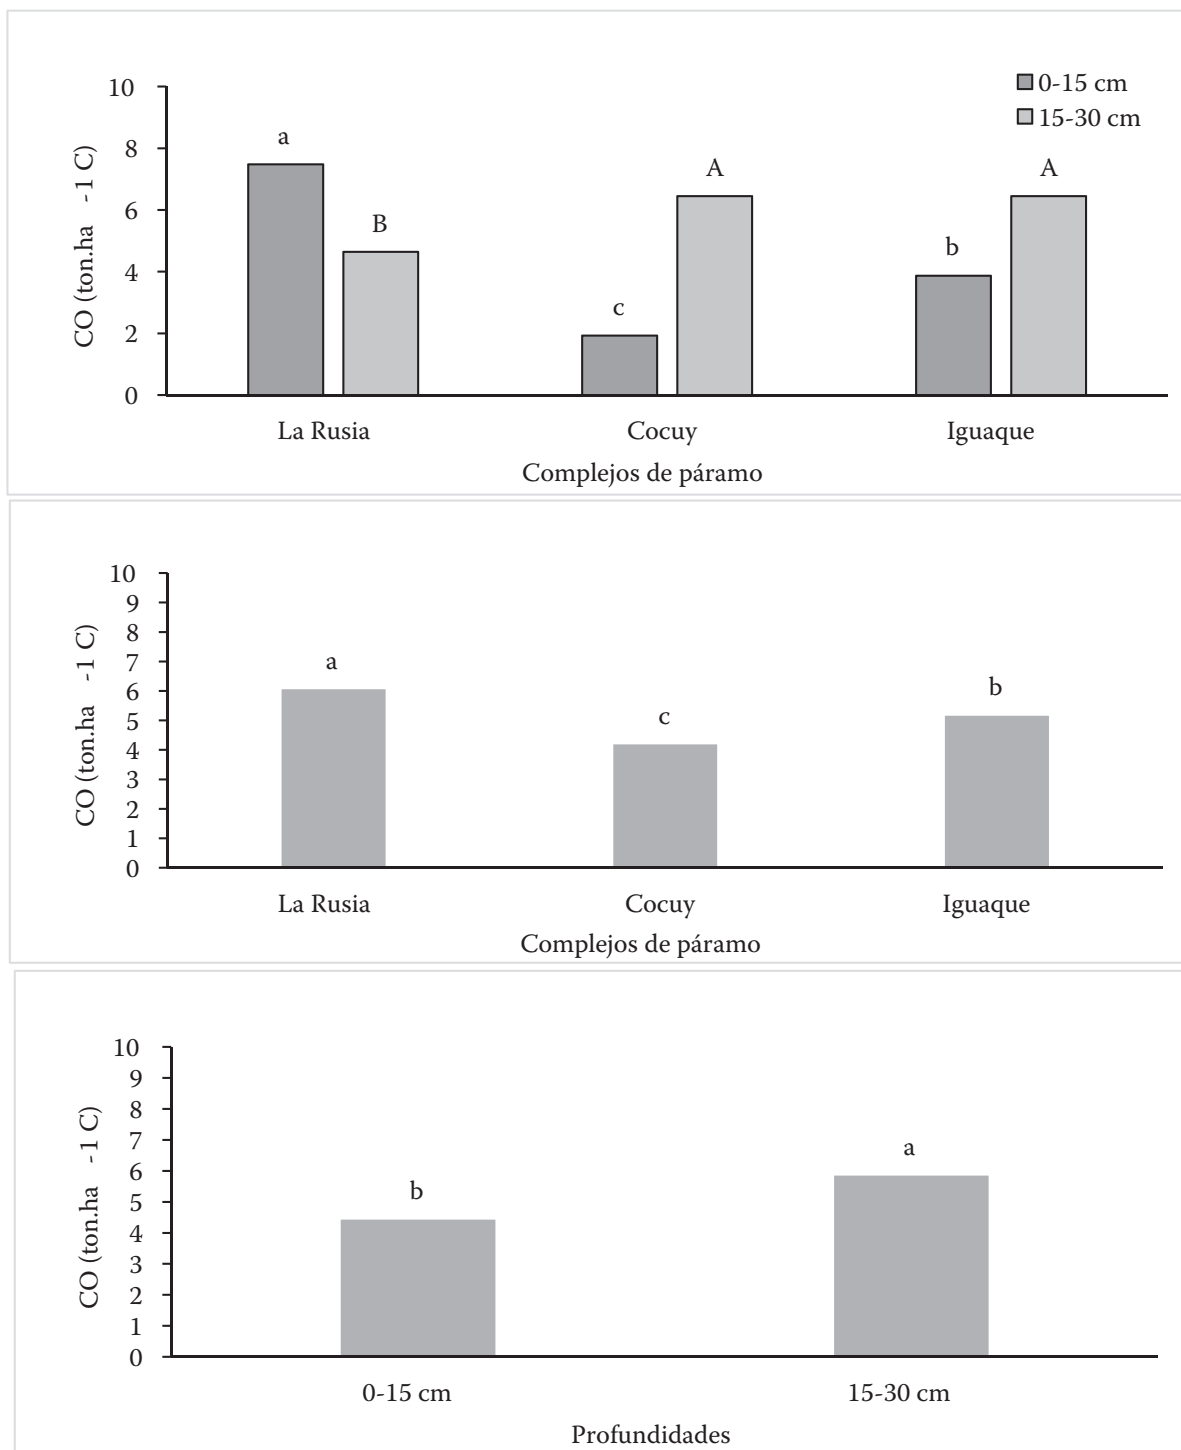 0-15 cm
15-30 cm
CO (ton.ha -1 C)
10
8
6
4
2
0
a
B
c
A
b
A
La Rusia Cocuy Iguaque
Complejos de páramo
CO (ton.ha -1 C)
10
9
8
7
6
5
4
3
2
1
0
a
c
b
La Rusia Cocuy Iguaque
Complejos de páramo
CO (ton.ha -1 C)
10
9
8
7
6
5
4
3
2
1
0
b
a
0-15 cm 15-30 cm
Profundidades